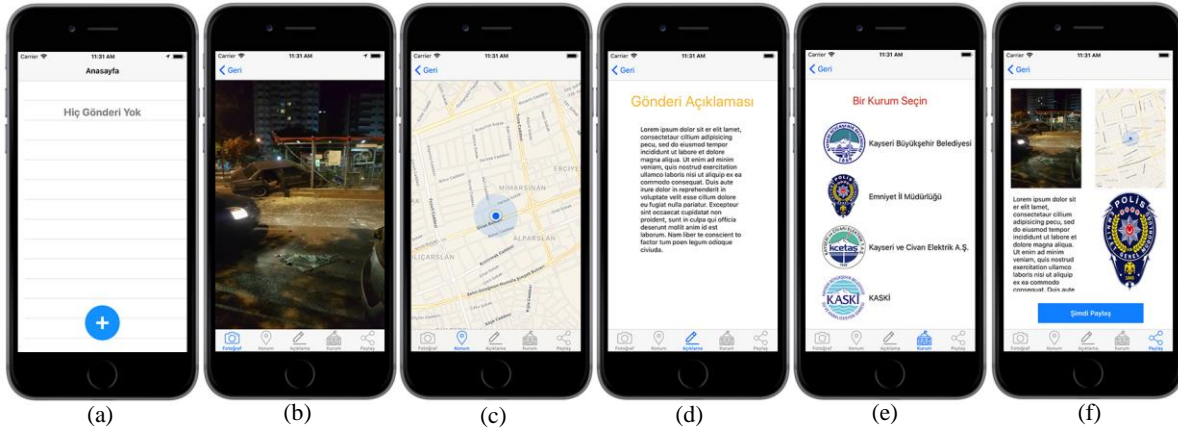 Carrier 11:31 AM
Anasayfa
Hiç Gönderi Yok
+
(a)
Carrier 11:31 AM
Geri
Fotoğraf Konum Açıklama Kurum Paylaş
(b)
Carrier 11:31 AM
Geri
MİMARSİNAN
ALPARSLAN
Fotoğraf Konum Açıklama Kurum Paylaş
(c)
Carrier 11:31 AM
Geri
Gönderi Açıklaması
Lorem ipsum dolor sit er elit lamet,
consectetaur cillium adipisicing
pecu, sed do eiusmod tempor
incididunt ut labore et dolore
magna aliqua. Ut enim ad minim
veniam, quis nostrud exercitation
ullamco laboris nisi ut aliquip ex ea
commodo consequat. Duis aute
irure dolor in reprehenderit in
voluptate velit esse cillum dolore
eu fugiat nulla pariatur. Excepteur
sint occaecat cupidatat non
proident, sunt in culpa qui officia
deserunt mollit anim id est
laborum. Nam liber te conscient to
factor tum poen legum odioque
civiuda.
Fotoğraf Konum Açıklama Kurum Paylaş
(d)
Carrier 11:31 AM
Geri
Bir Kurum Seçin
Kayseri Büyükşehir Belediyesi
POLİS
Emniyet İl Müdürlüğü
kcetaş
Kayseri ve Civarı Elektrik A.Ş.
KASKİ
KASKİ
Fotoğraf Konum Açıklama Kurum Paylaş
(e)
Carrier 11:31 AM
Geri
Lorem ipsum dolor sit
er elit lamet,
consectetaur cillium
adipisicing pecu, sed
do eiusmod tempor
incididunt ut labore et
dolore magna aliqua.
Ut enim ad minim
veniam, quis nostrud
exercitation ullamco
laboris nisi ut aliquip
ex ea commodo
consequat. Duis aute
POLİS
Şimdi Paylaş
Fotoğraf Konum Açıklama Kurum Paylaş
(f)